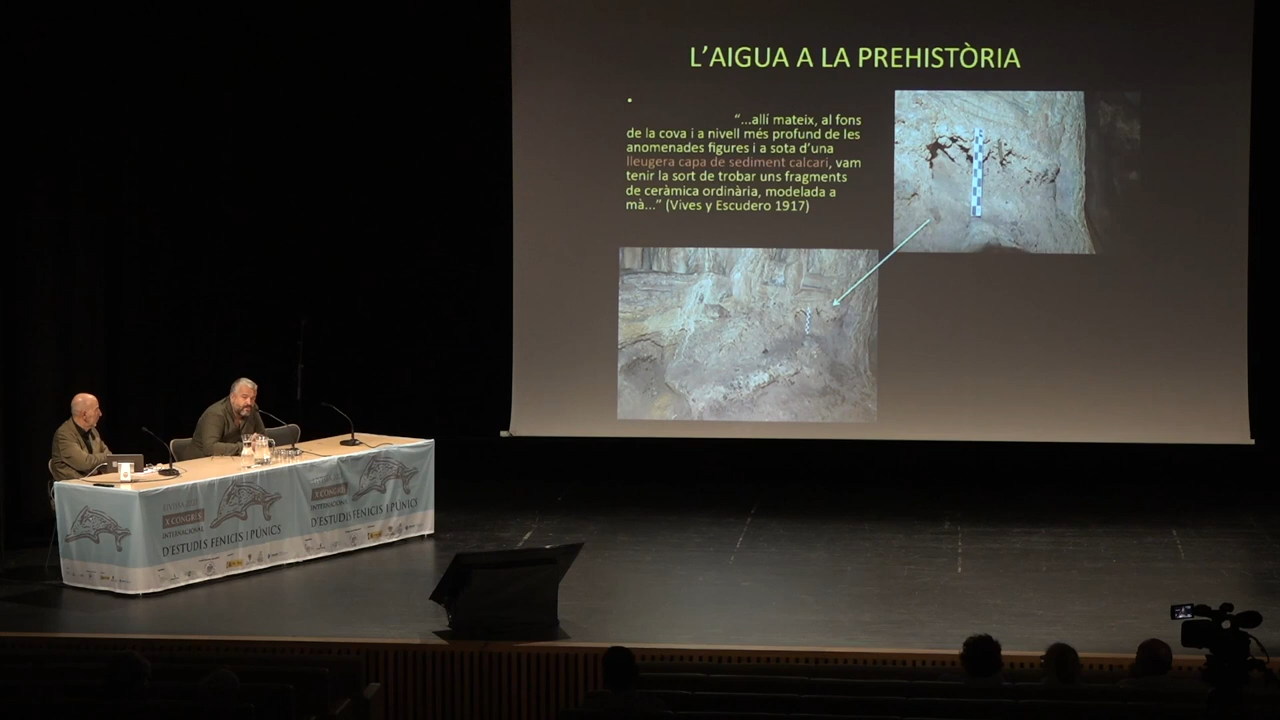 L'AIGUA A LA PREHISTÒRIA
“...allí mateix, al fons
de la cova i a nivell més profund de les
anomenades figures i a sota d'una
lleugera capa de sediment calcari, vam
tenir la sort de trobar uns fragments
de ceràmica ordinària, modelada a
mà...” (Vives y Escudero 1917)
X CONGRÉS
INTERNACIONAL
D'ESTUDIS FENICIS I PÚNICS
X CONGRÉS
INTERNACIONAL
D'ESTUDIS FENICIS I PÚNICS